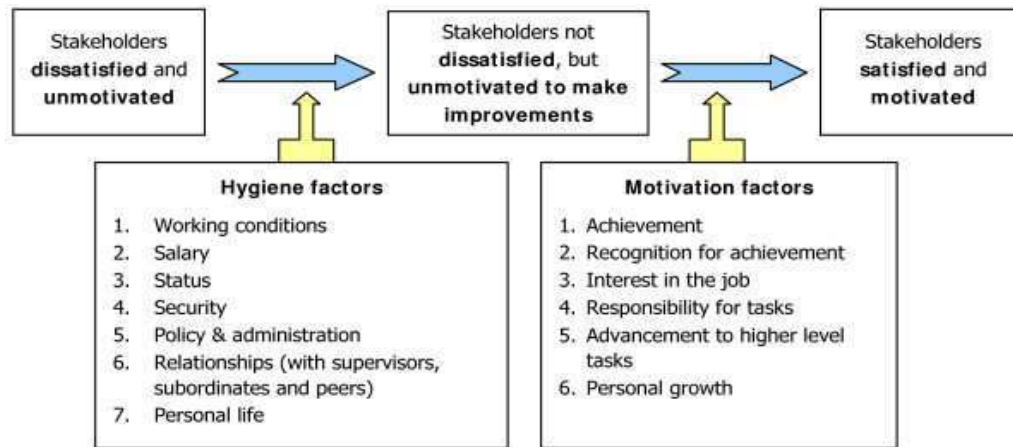 Stakeholders
dissatisfied and
unmotivated
Stakeholders not
dissatisfied, but
unmotivated to make
improvements
Stakeholders
satisfied and
motivated
Hygiene factors
1. Working conditions
2. Salary
3. Status
4. Security
5. Policy & administration
6. Relationships (with supervisors,
subordinates and peers)
7. Personal life
Motivation factors
1. Achievement
2. Recognition for achievement
3. Interest in the job
4. Responsibility for tasks
5. Advancement to higher level
tasks
6. Personal growth